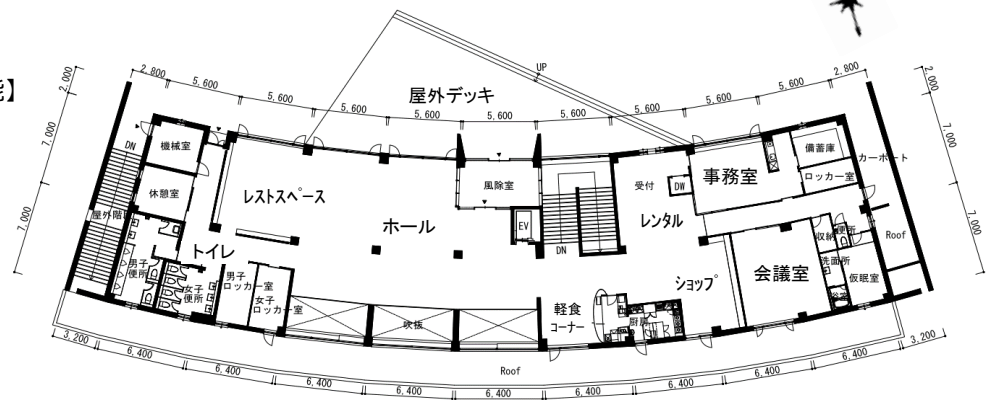 能】
UP
屋外デッキ
2,800
5,600
5,600
5,600
5,600
5,600
5,600
5,600
5,600
2,800
2,000
7,000
7,000
2,000
7,000
7,000
DN
機械室
休憩室
屋外階段
男子
便所
トイレ
女子
便所
男子
ロッカー室
女子
ロッカー室
レストスペース
ホール
風除室
EV
DN
吹抜
受付
DW
レンタル
事務室
備蓄庫
ロッカー室
カーポート
Roof
収納
便所
洗面所
仮眠室
会議室
ショップ
軽食
コーナー
厨房
Roof
3,200
6,400
6,400
6,400
6,400
6,400
6,400
6,400
6,400
3,200